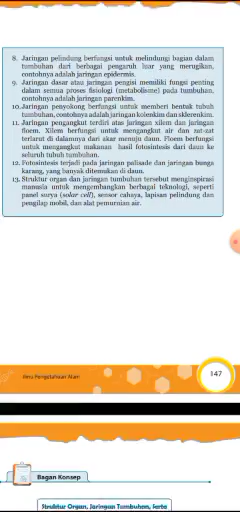 8. Jaringan pelindung berfungsi untuk melindungi bagian dalam
tumbuhan dari berbagai pengaruh luar yang merugikan,
contohnya adalah jaringan epidermis.
9. Jaringan dasar atau jaringan pengisi memiliki fungsi penting
dalam semua proses fisiologi (metabolisme) pada tumbuhan,
contohnya adalah jaringan parenkim.
10. Jaringan penyokong berfungsi untuk memberi bentuk tubuh
tumbuhan, contohnya adalah jaringan kolenkim dan sklerenkim.
11. Jaringan pengangkut terdiri atas jaringan xilem dan jaringan
floem. Xilem berfungsi untuk mengangkut air dan zat-zat
terlarut di dalamnya dari akar menuju daun. Floem berfungsi
untuk mengangkut makanan hasil fotosintesis dari daun ke
seluruh tubuh tumbuhan.
12. Fotosintesis terjadi pada jaringan palisade dan jaringan bunga
karang, yang banyak ditemukan di daun.
13. Struktur organ dan jaringan tumbuhan tersebut menginspirasi
manusia untuk mengembangkan berbagai teknologi, seperti
panel surya (solar cell), sensor cahaya, lapisan pelindung dan
pengilap mobil, dan alat pemurnian air.
Ilmu Pengetahuan Alam
147
Bagan Konsep
Struktur Organ, Jaringan Tumbuhan, serta